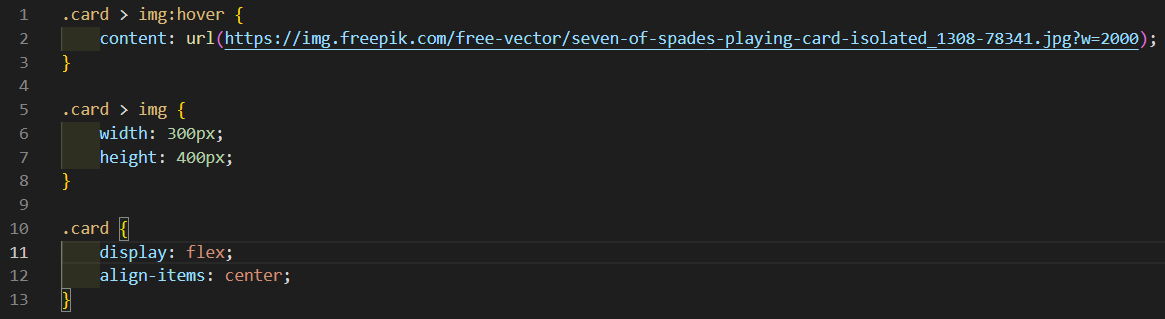 1 .card > img:hover {
2 content: url(https://img.freepik.com/free-vector/seven-of-spades-playing-card-isolated_1308-78341.jpg?w=2000);
3 }
4
5 .card > img {
6 width: 300px;
7 height: 400px;
8 }
9
10 .card {
11 display: flex;
12 align-items: center;
13 }